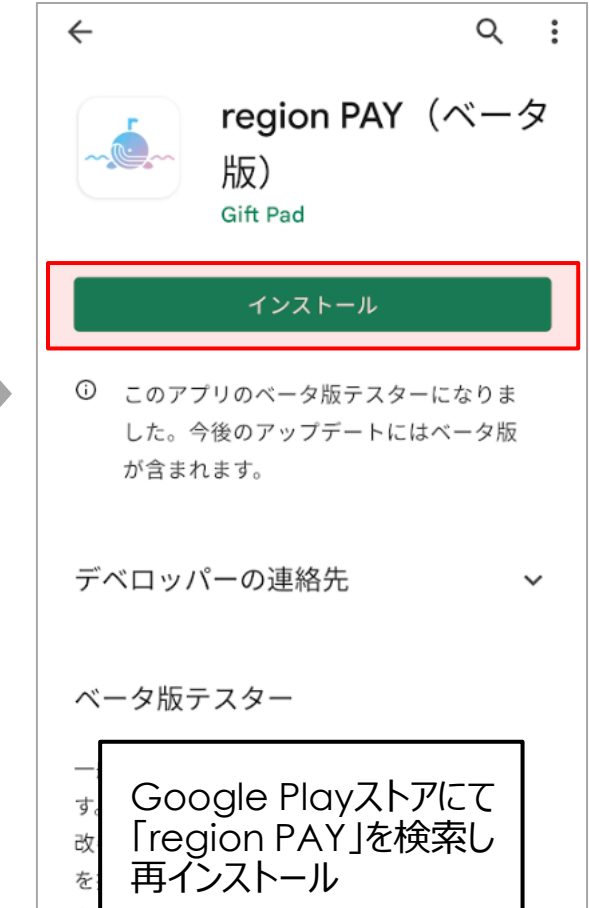 region PAY（ベータ
版）
Gift Pad
インストール
このアプリのベータ版テスターになりま
した。今後のアップデートにはベータ版
が含まれます。
デベロッパーの連絡先
ベータ版テスター
す。
改
を
Google Playストアにて
「region PAY」を検索し
再インストール